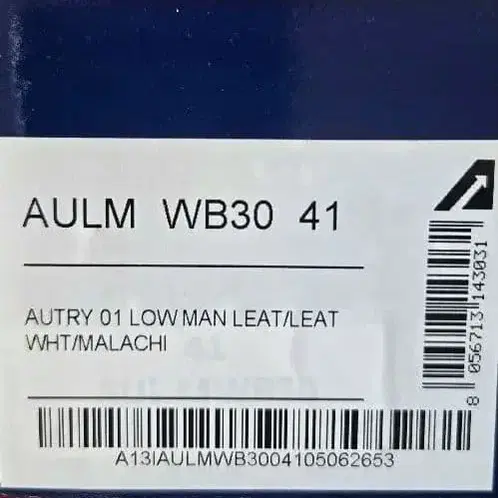 AULM WB30 41
AUTRY 01 LOW MAN LEAT/LEAT
WHT/MALACHI
8 056713 143031
A13IAULMWB3004105062653